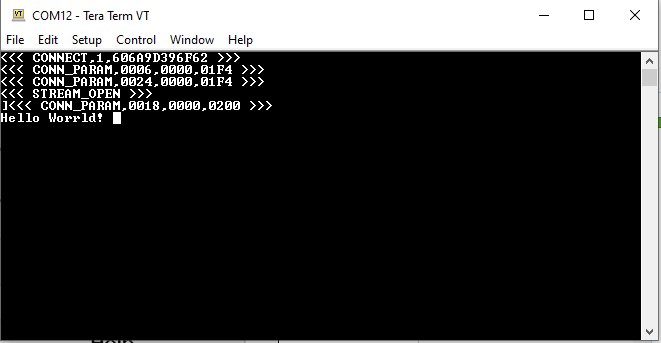 COM12 - Tera Term VT
File Edit Setup Control Window Help
<<< CONNECT,1,606A9D396F62 >>>
<<< CONN_PARAM,0006,0000,01F4 >>>
<<< CONN_PARAM,0024,0000,01F4 >>>
<<< STREAM_OPEN >>>
]<<< CONN_PARAM,0018,0000,0200 >>>
Hello Worrld!